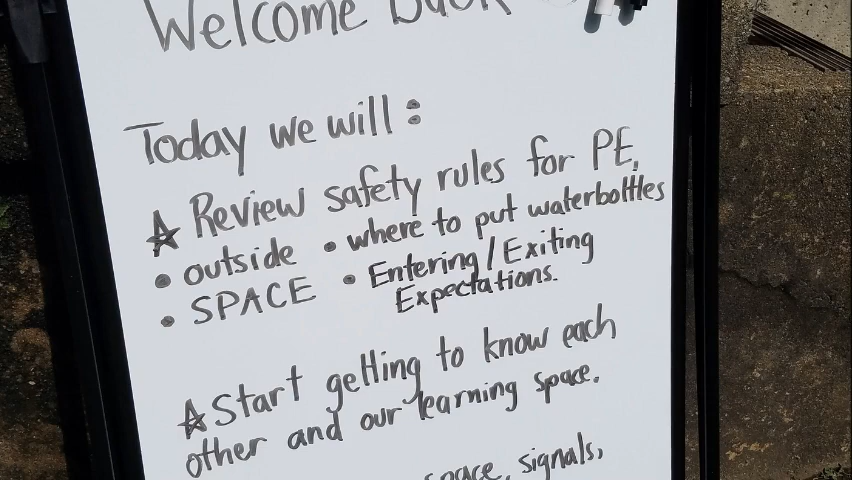 Welcome Back
Today we will:
☆ Review safety rules for PE,
• outside • where to put waterbottles
• SPACE • Entering/Exiting
Expectations.
☆ Start getting to know each
other and our learning space.
space, signals,